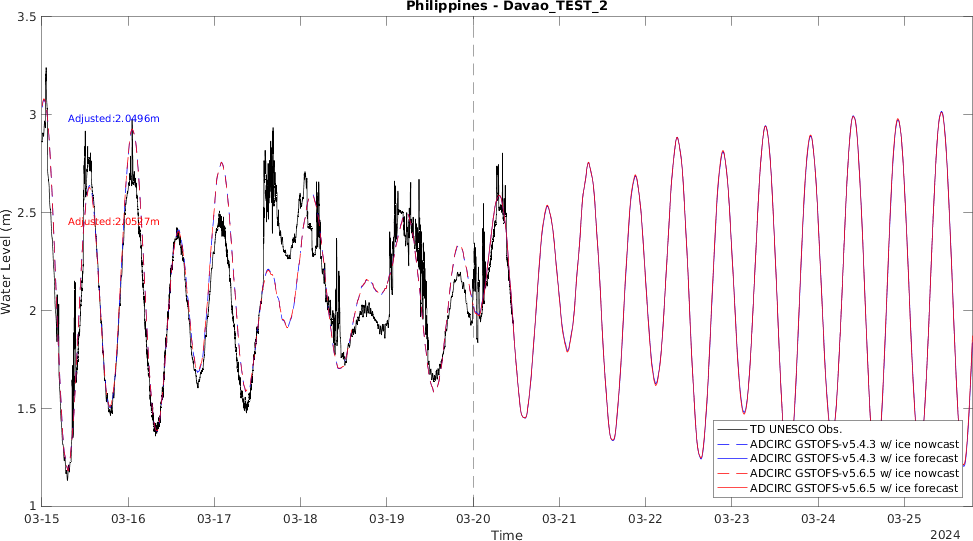 Philippines - Davao_TEST_2
3.5
3
2.5
2
1.5
1
Water Level (m)
Adjusted:2.0496m
Adjusted:2.0517m
TD UNESCO Obs.
ADCIRC GSTOFS-v5.4.3 w/ ice nowcast
ADCIRC GSTOFS-v5.4.3 w/ ice forecast
ADCIRC GSTOFS-v5.6.5 w/ ice nowcast
ADCIRC GSTOFS-v5.6.5 w/ ice forecast
03-15 03-16 03-17 03-18 03-19 03-20 03-21 03-22 03-23 03-24 03-25
Time
2024